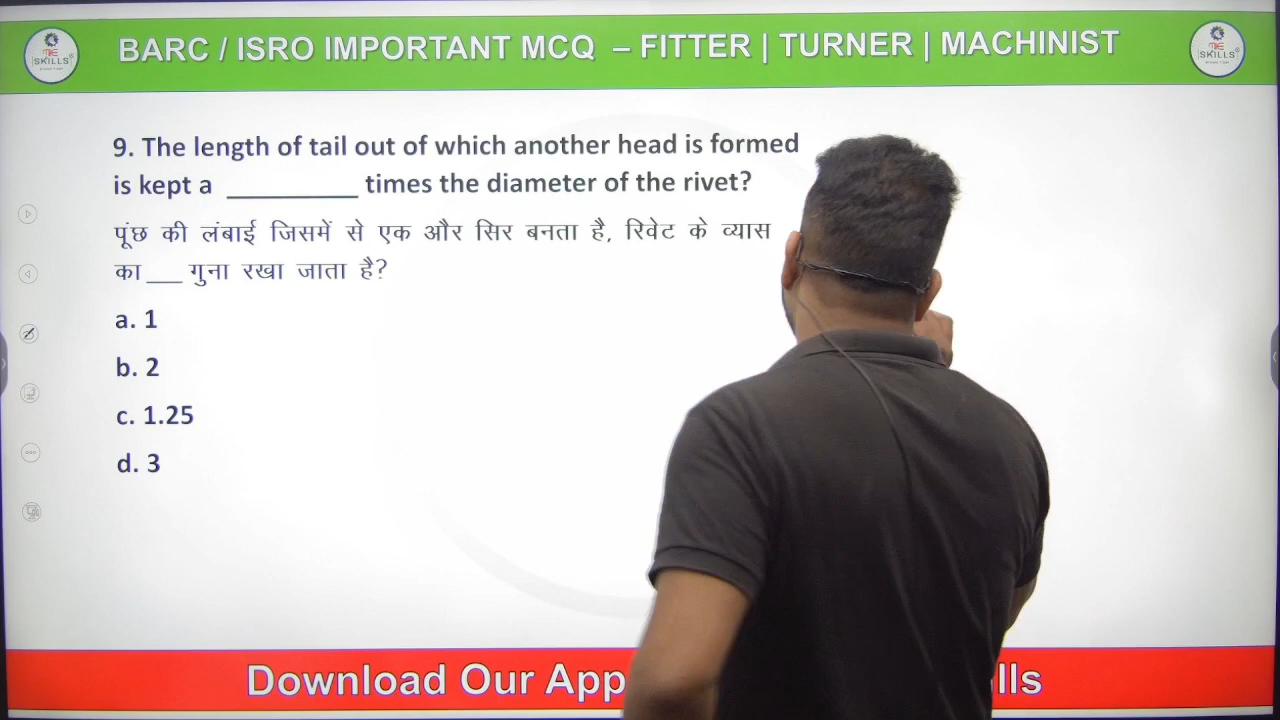 BARC / ISRO IMPORTANT MCQ – FITTER | TURNER | MACHINIST
SKILLS
SKILLS
9. The length of tail out of which another head is formed
is kept a __________ times the diameter of the rivet?
पूंछ की लंबाई जिसमें से एक और सिर बनता है, रिवेट के व्यास
का ___ गुना रखा जाता है?
a. 1
b. 2
c. 1.25
d. 3
Download Our App
lls